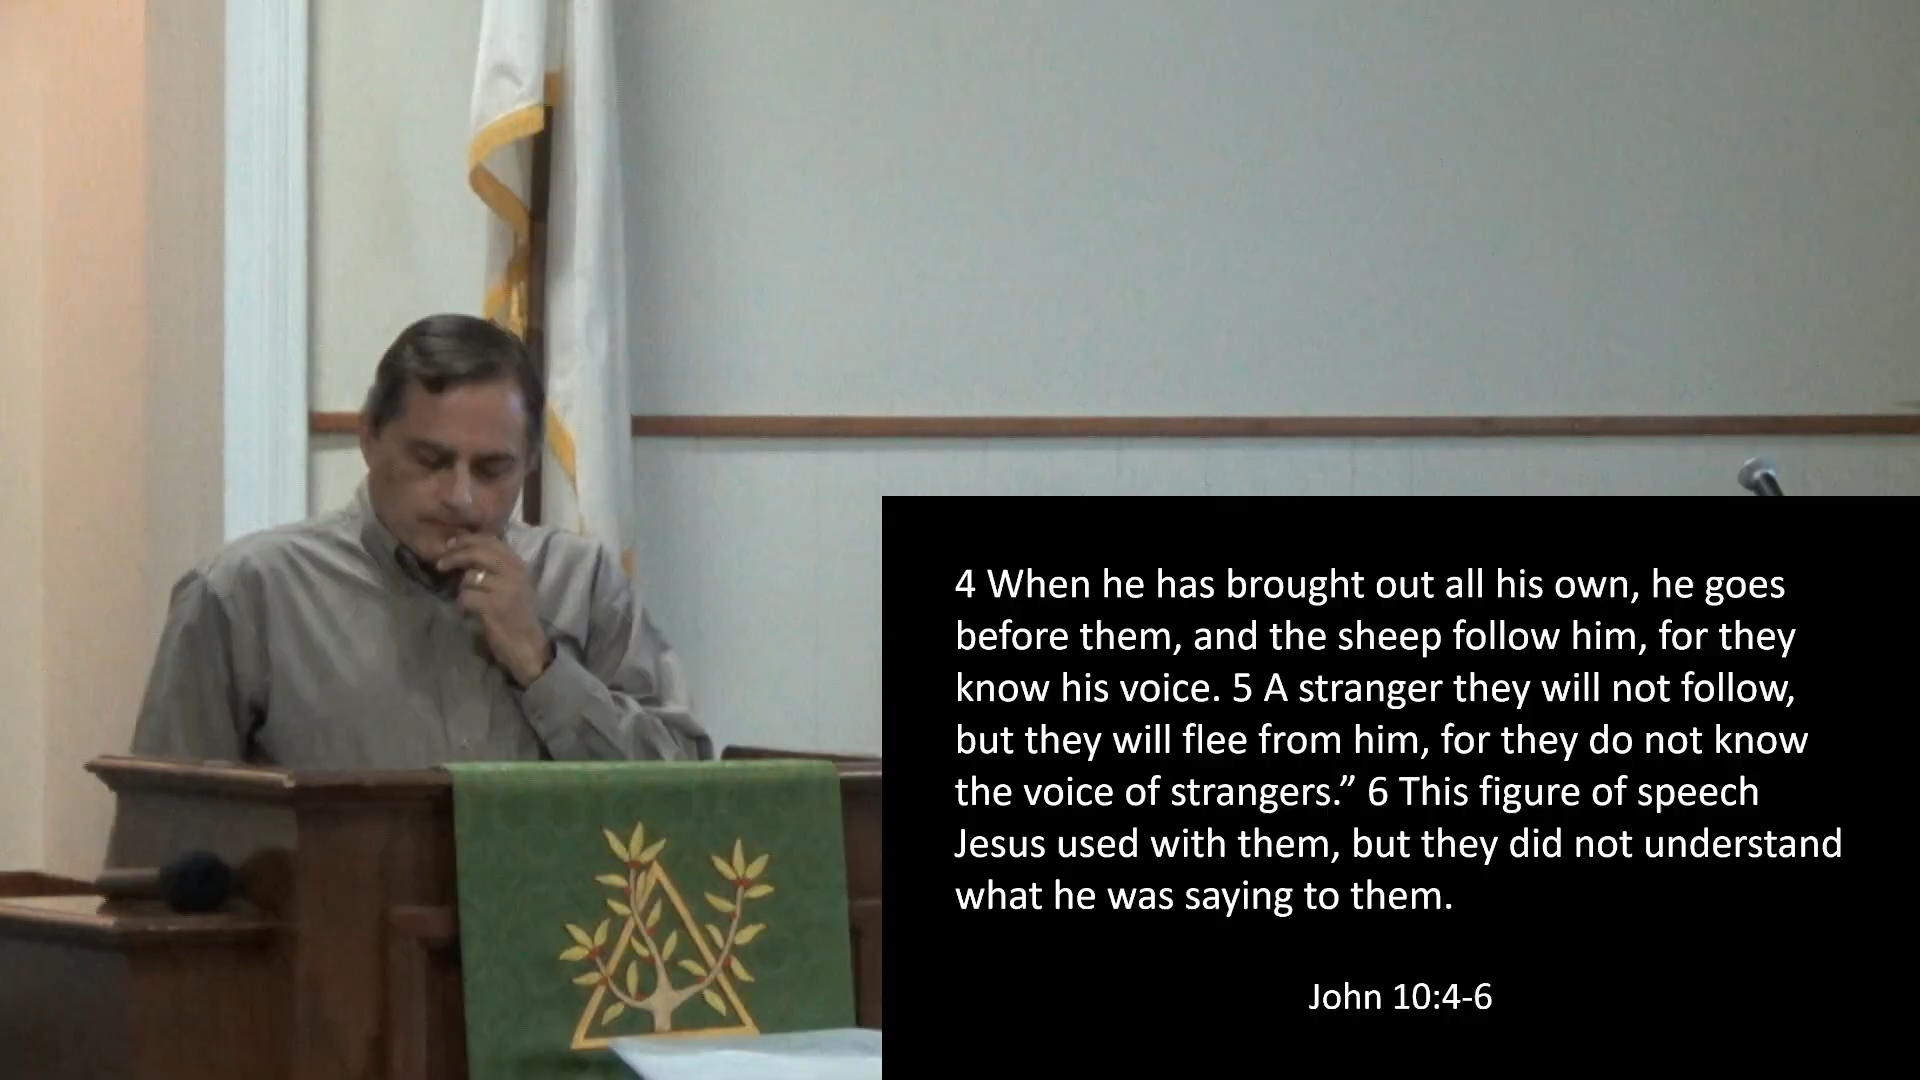 4 When he has brought out all his own, he goes
before them, and the sheep follow him, for they
know his voice. 5 A stranger they will not follow,
but they will flee from him, for they do not know
the voice of strangers.” 6 This figure of speech
Jesus used with them, but they did not understand
what he was saying to them.
John 10:4-6